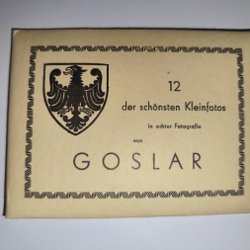 12
der schönsten Kleinfotos
in echter Fotografie
von
GOSLAR